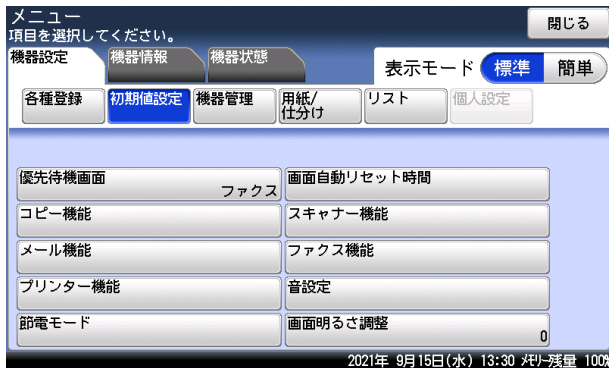 メニュー
閉じる
項目を選択してください。
機器設定
機器情報
機器状態
表示モード
標準
簡単
各種登録
初期値設定
機器管理
用紙/
仕分け
リスト
個人設定
優先待機画面
ファクス
画面自動リセット時間
コピー機能
スキャナー機能
メール機能
ファクス機能
プリンター機能
音設定
節電モード
画面明るさ調整
0
2021年 9月15日(水) 13:30 メモリー残量 100%